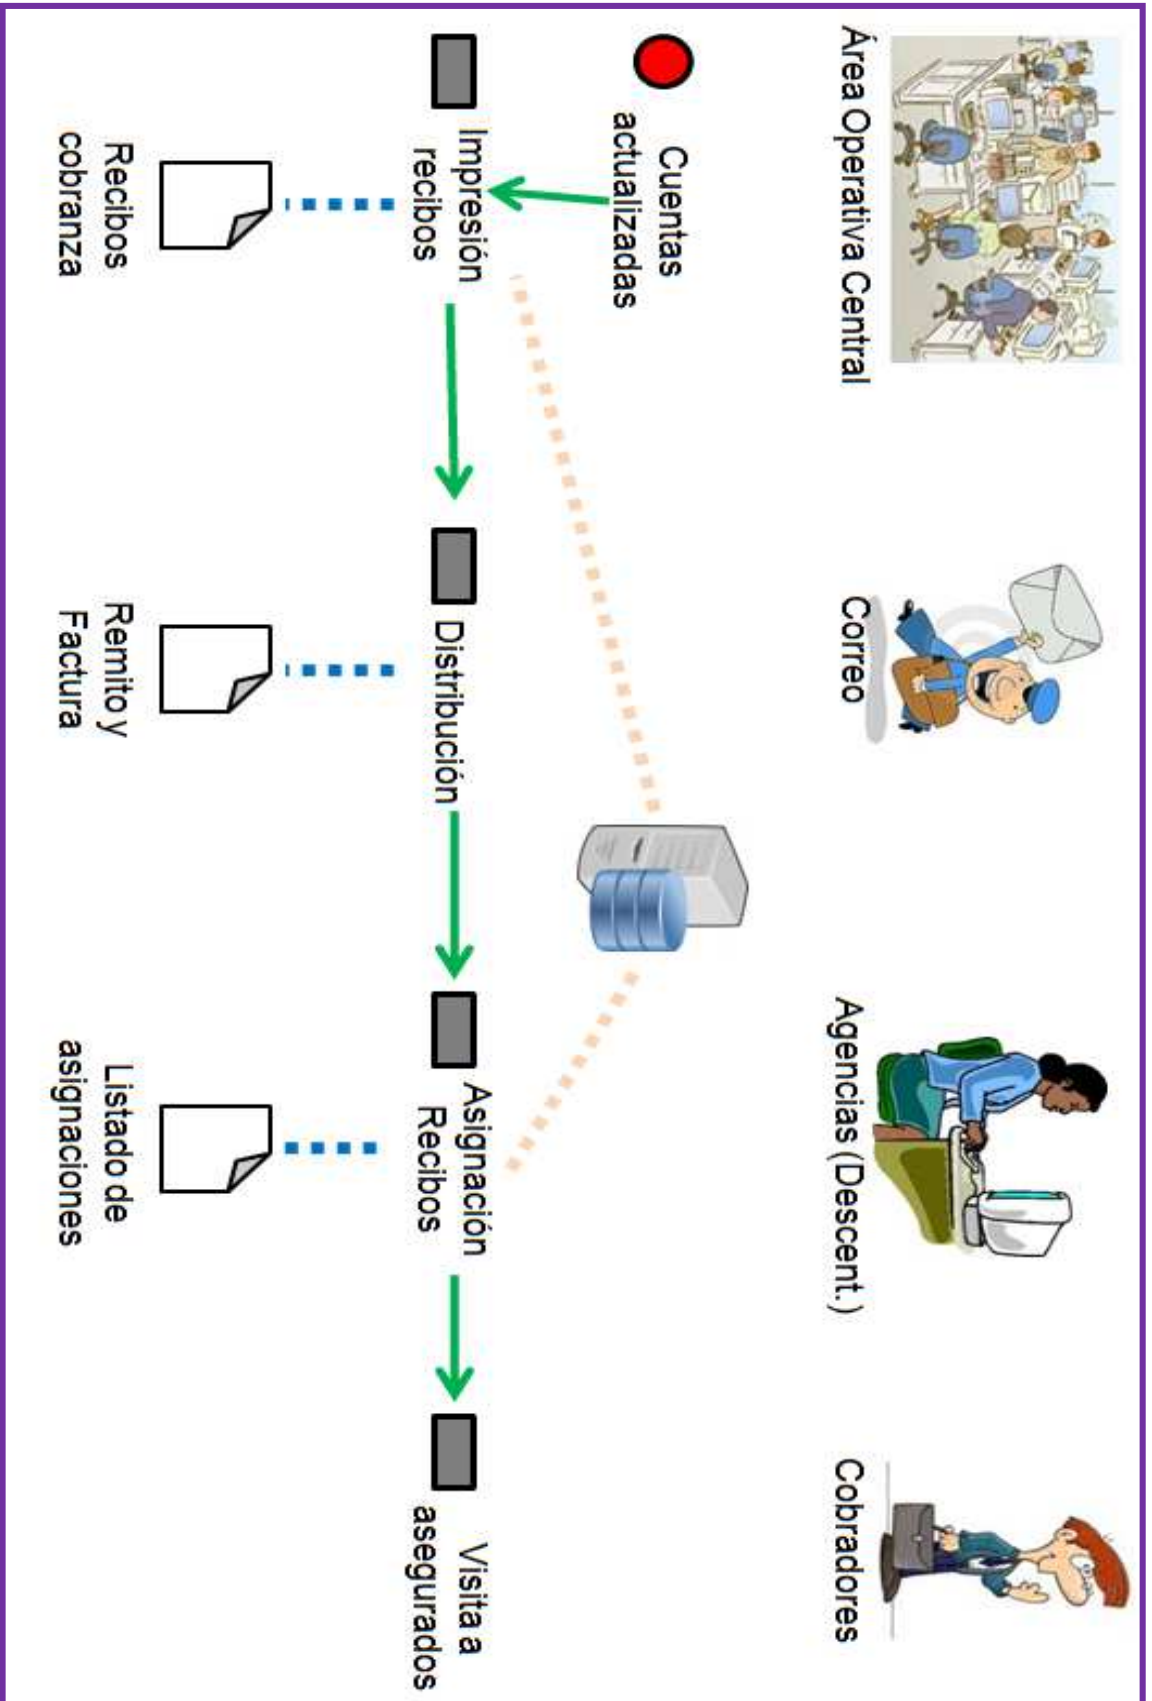 Área Operativa Central
Correo
Agencias (Descent.)
Cobradores
Cuentas
actualizadas
Impresión
recibos
Distribución
Asignación
Recibos
Visita a
asegurados
Recibos
cobranza
Remito y
Factura
Listado de
asignaciones